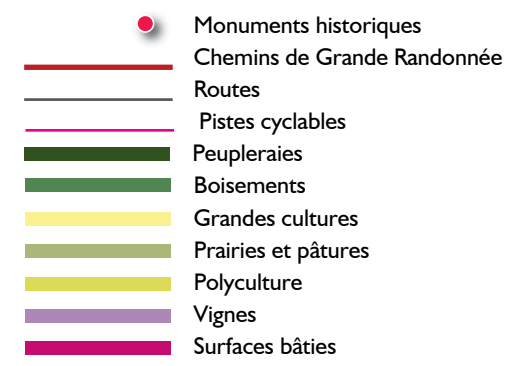 Monuments historiques
Chemins de Grande Randonnée
Routes
Pistes cyclables
Peupleraies
Boisements
Grandes cultures
Prairies et pâtures
Polyculture
Vignes
Surfaces bâties